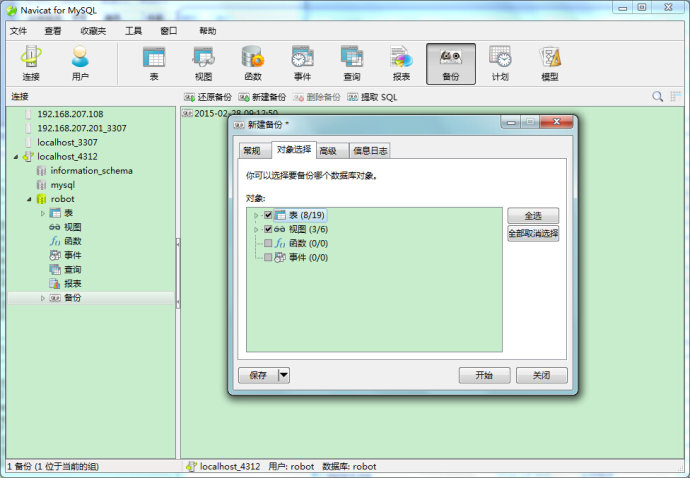 Navicat for MySQL
文件 查看 收藏夹 工具 窗口 帮助
连接 用户 表 视图 函数 事件 查询 报表 备份 计划 模型
连接
还原备份 新建备份 删除备份 提取 SQL
192.168.207.108
192.168.207.201_3307
localhost_3307
localhost_4312
information_schema
mysql
robot
表
视图
函数
事件
查询
报表
备份
2015-02-28 09:12:50
新建备份 *
常规 对象选择 高级 信息日志
你可以选择要备份哪个数据库对象。
对象:
表 (8/19)
视图 (3/6)
函数 (0/0)
事件 (0/0)
全选
全部取消选择
保存 开始 关闭
1 备份 (1 位于当前的组) localhost_4312 用户: robot 数据库: robot